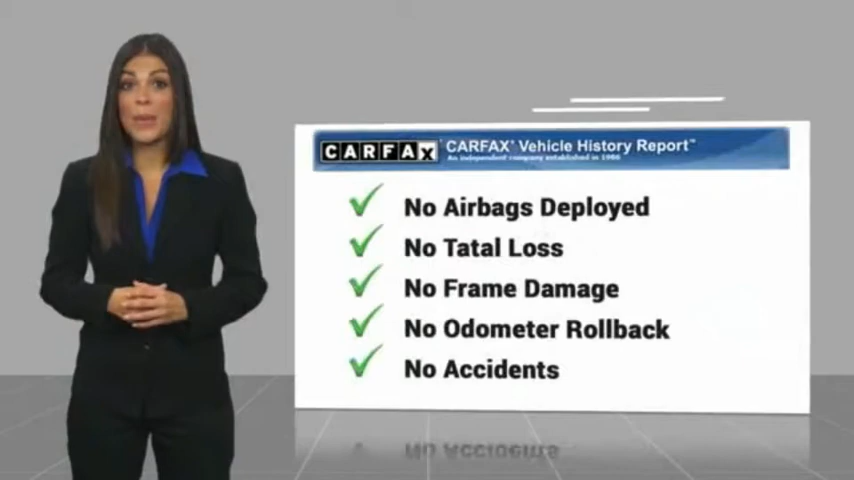 CARFAX CARFAX® Vehicle History Report™
An independent company established in 1986
No Airbags Deployed
No Tatal Loss
No Frame Damage
No Odometer Rollback
No Accidents